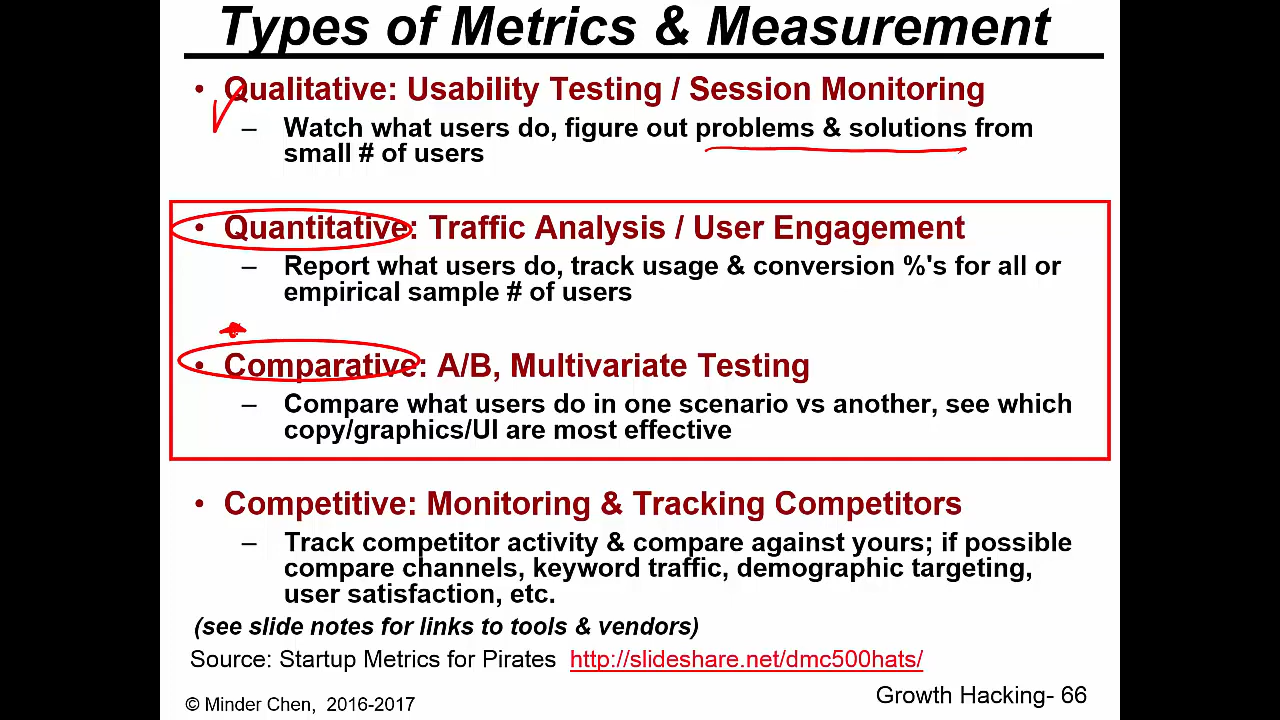 Types of Metrics & Measurement
• Qualitative: Usability Testing / Session Monitoring
– Watch what users do, figure out problems & solutions from
small # of users
• Quantitative: Traffic Analysis / User Engagement
– Report what users do, track usage & conversion %'s for all or
empirical sample # of users
• Comparative: A/B, Multivariate Testing
– Compare what users do in one scenario vs another, see which
copy/graphics/UI are most effective
• Competitive: Monitoring & Tracking Competitors
– Track competitor activity & compare against yours; if possible
compare channels, keyword traffic, demographic targeting,
user satisfaction, etc.
(see slide notes for links to tools & vendors)
Source: Startup Metrics for Pirates http://slideshare.net/dmc500hats/
© Minder Chen, 2016-2017
Growth Hacking- 66